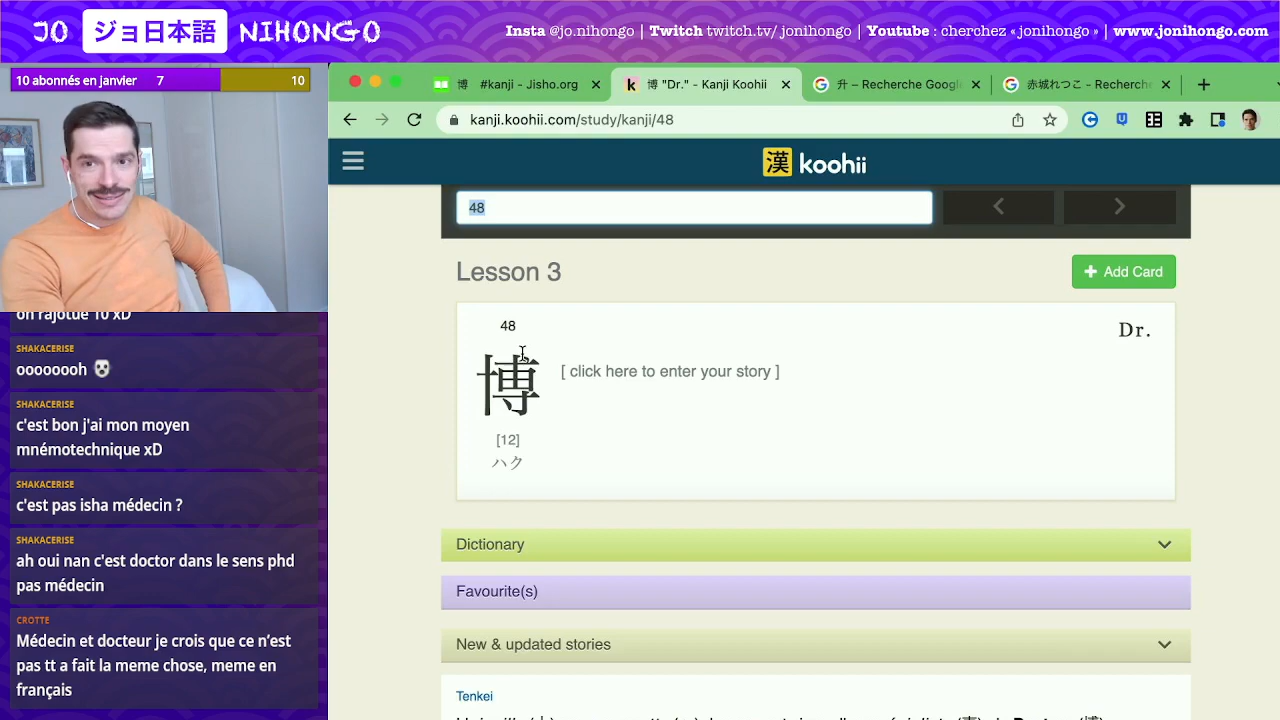 JO ジョ日本語 NIHONGO
Insta @jo.nihongo | Twitch twitch.tv/ jonihongo | Youtube : cherchez « jonihongo » | www.jonihongo.com
10 abonnés en janvier 7 10
博 #kanji - Jisho.org
博 "Dr." - Kanji Koohii
升 – Recherche Google
赤城れつこ - Recherche
kanji.koohii.com/study/kanji/48
漢 koohii
48
Lesson 3
Add Card
48
Dr.
博
[ click here to enter your story ]
[12]
ハク
Dictionary
Favourite(s)
New & updated stories
Tenkei
on rajotue 10 xD
SHAKACERISE
oooooooh
SHAKACERISE
c'est bon j'ai mon moyen
mnémotechnique xD
SHAKACERISE
c'est pas isha médecin ?
SHAKACERISE
ah oui nan c'est doctor dans le sens phd
pas médecin
CROTTE
Médecin et docteur je crois que ce n'est
pas tt a fait la meme chose, meme en
français